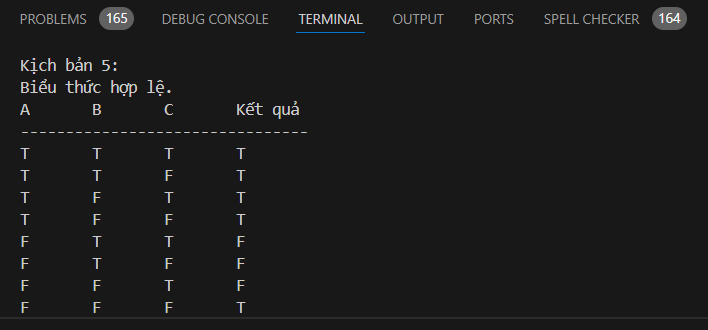 PROBLEMS 165 DEBUG CONSOLE TERMINAL OUTPUT PORTS SPELL CHECKER 164
Kịch bản 5:
Biểu thức hợp lệ.
A B C Kết quả
--------------------------------
T T T T
T T F T
T F T T
T F F T
F T T F
F T F F
F F T F
F F F T